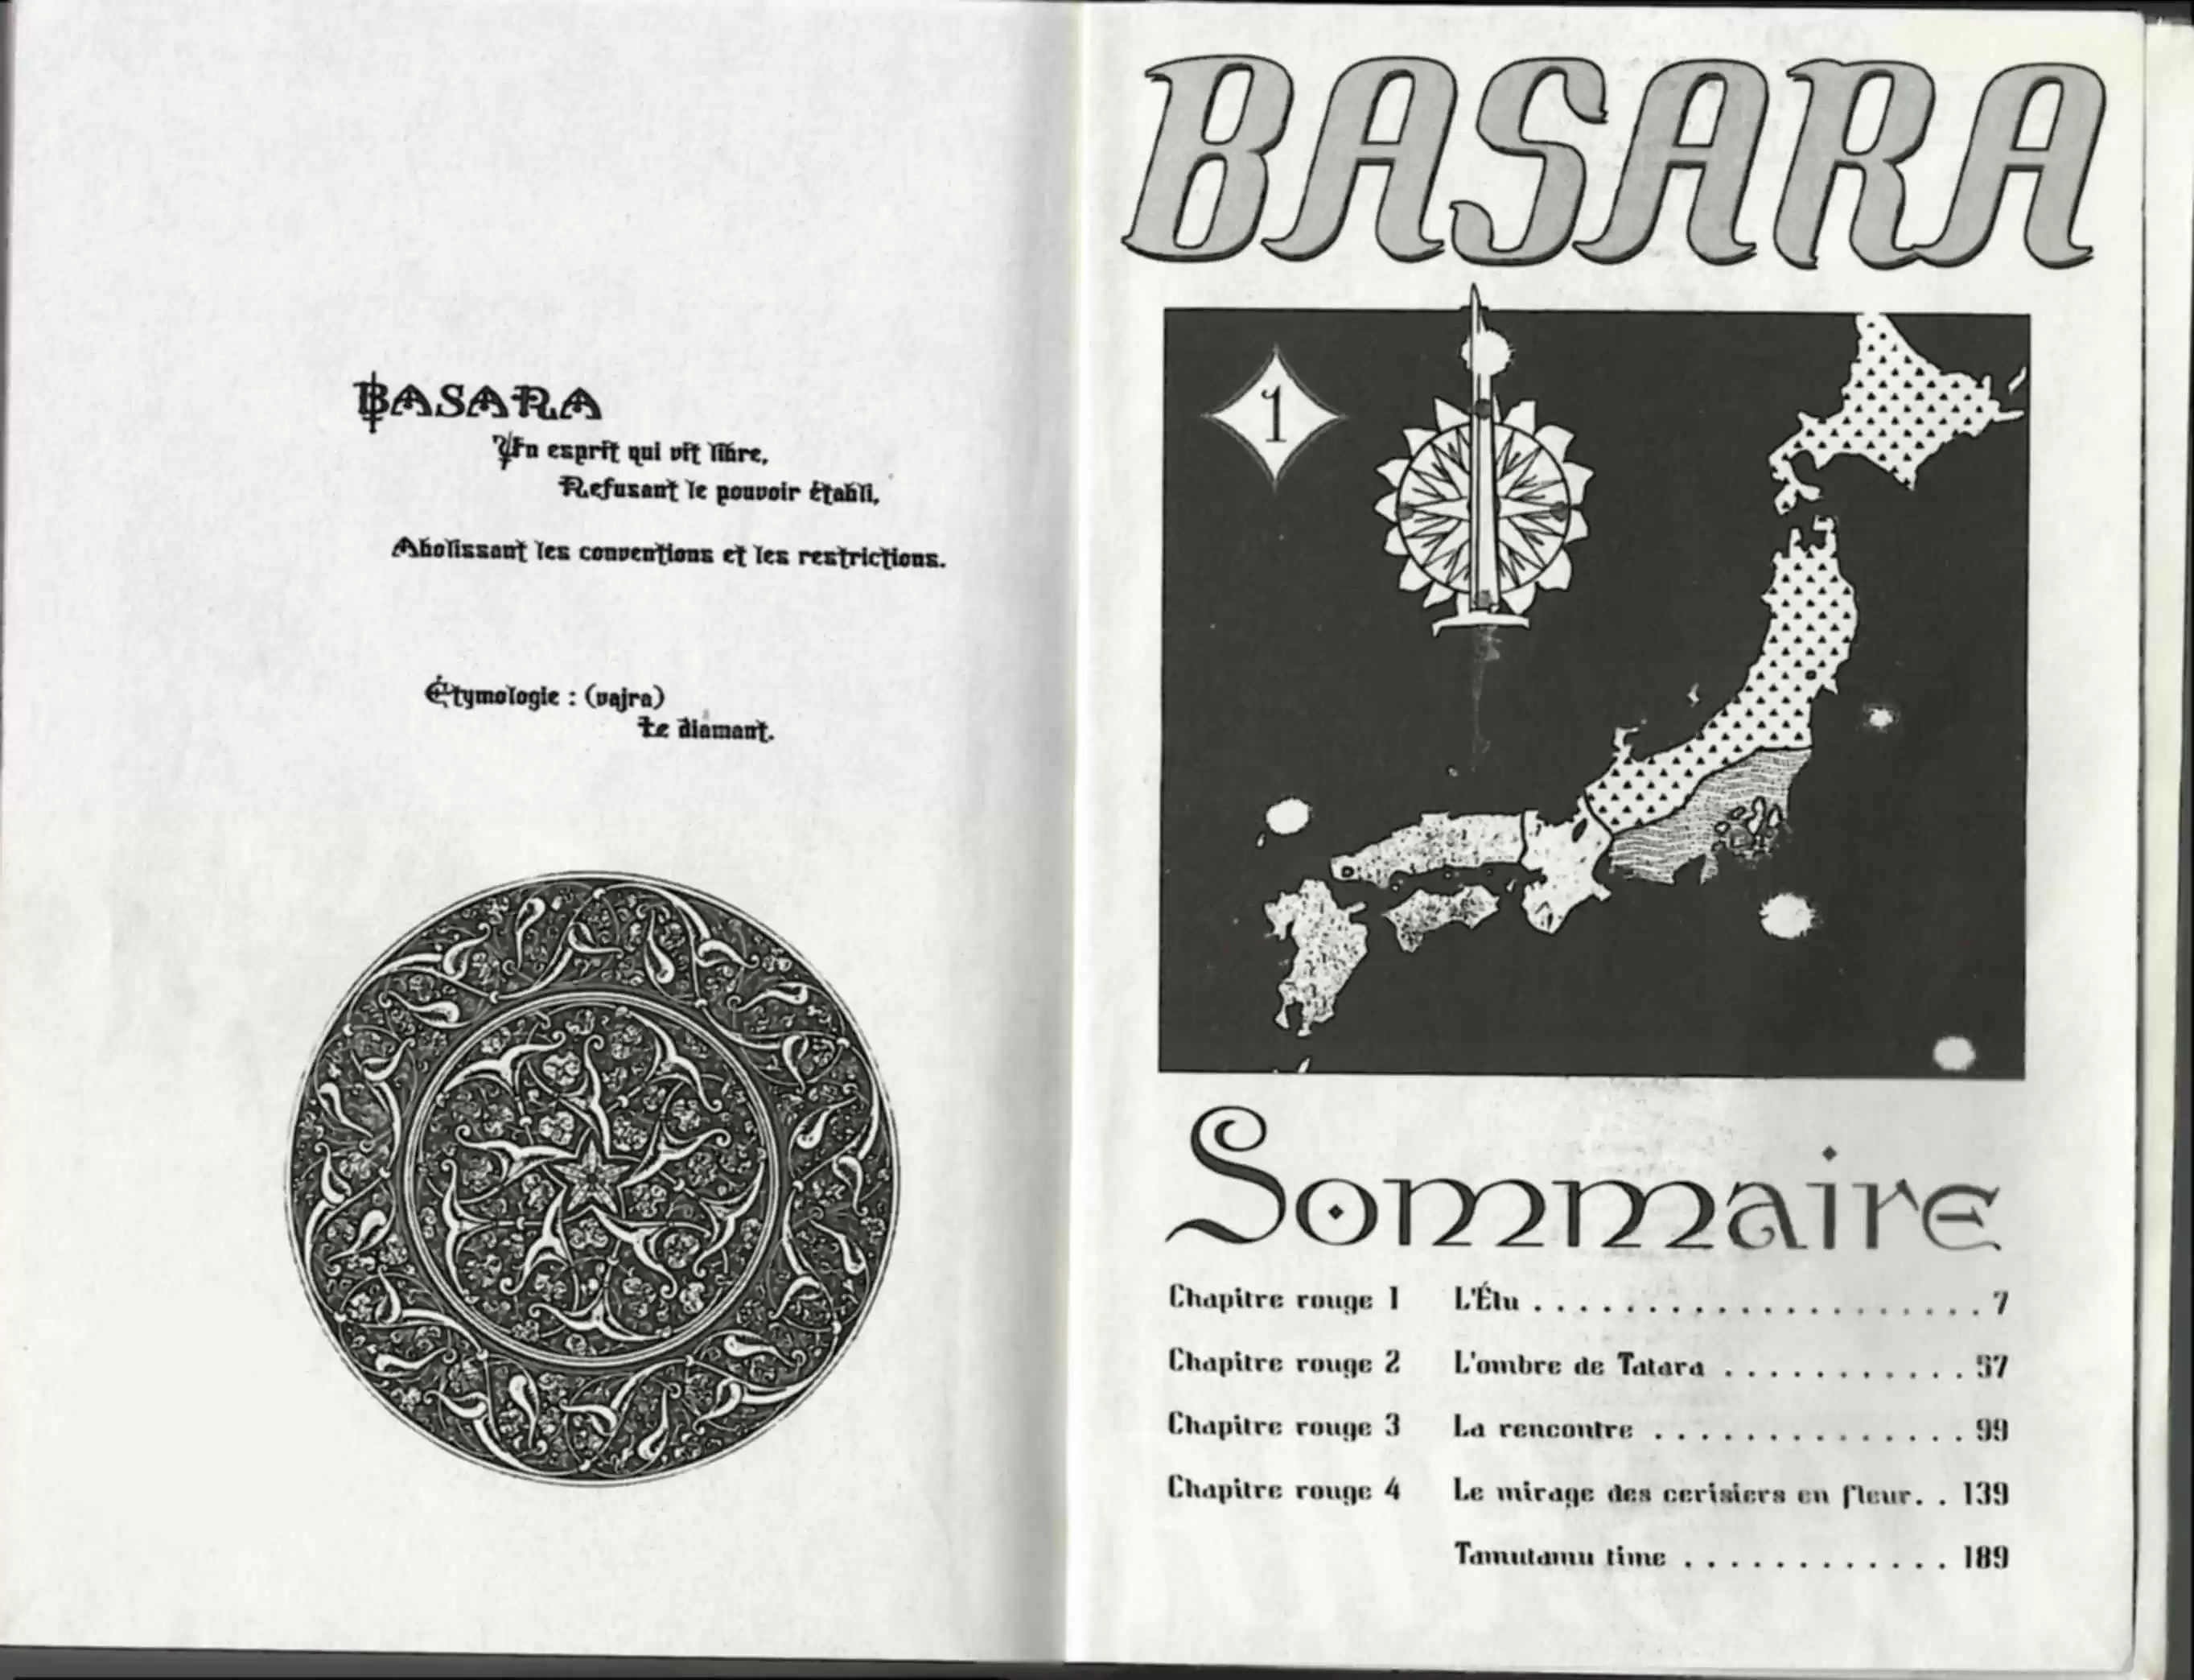 BASARA
Un esprit qui vit libre,
Refusant le pouvoir établi,
Abolissant les conventions et les restrictions.
Étymologie : (vajra)
Le diamant.
BASARA
1
Sommaire
Chapitre rouge 1 L'Élu . . . . . . . . . . . . . . . . . . . . 7
Chapitre rouge 2 L'ombre de Tatara . . . . . . . . . . . 57
Chapitre rouge 3 La rencontre . . . . . . . . . . . . . . 99
Chapitre rouge 4 Le mirage des cerisiers en fleur. . 139
Tamutamu time . . . . . . . . . . . . 189